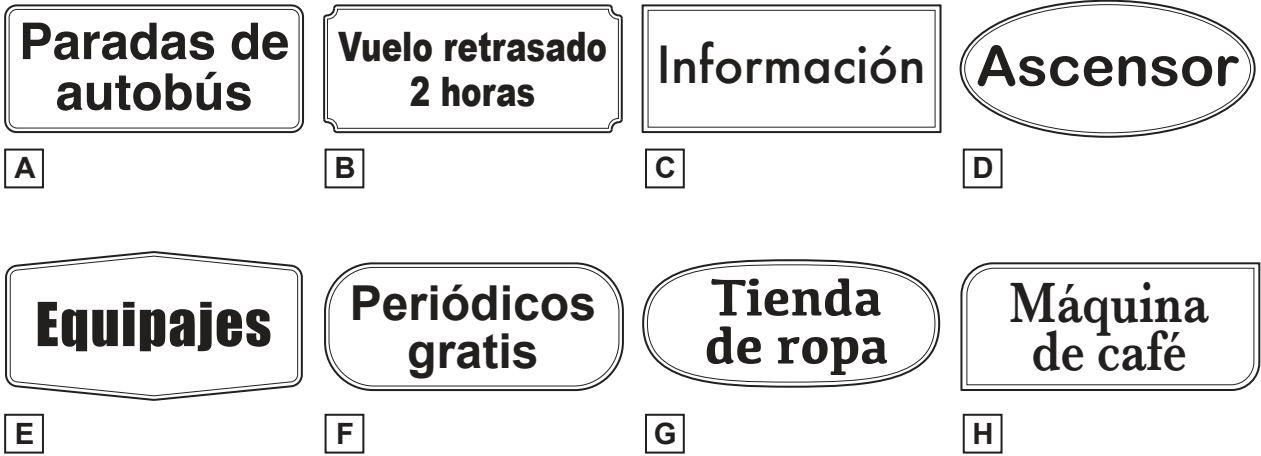 Paradas de
autobús
A
Vuelo retrasado
2 horas
B
Información
C
Ascensor
D
Equipajes
E
Periódicos
gratis
F
Tienda
de ropa
G
Máquina
de café
H